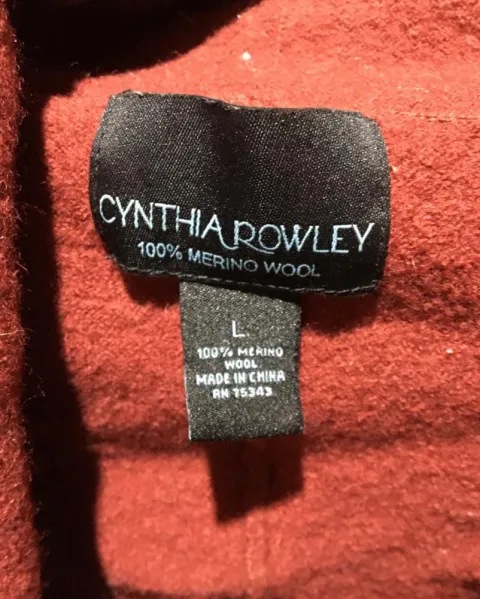 CYNTHIA ROWLEY
100% MERINO WOOL
L
100% MERINO
WOOL
MADE IN CHINA
RN 75343